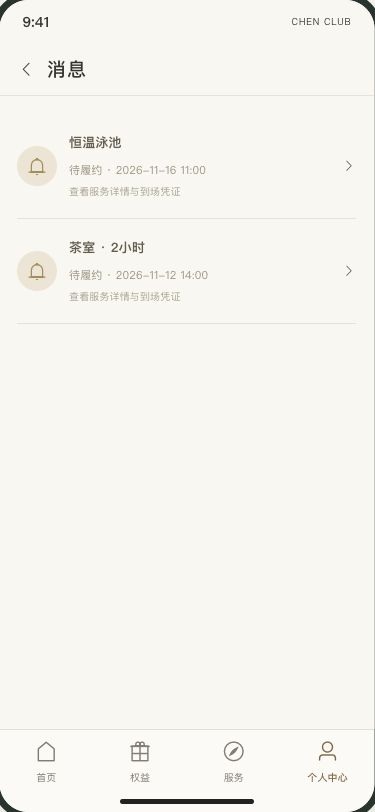 9:41
CHEN CLUB
消息
恒温泳池
待履约 · 2026–11–16 11:00
查看服务详情与到场凭证
茶室 · 2小时
待履约 · 2026–11–12 14:00
查看服务详情与到场凭证
首页
权益
服务
个人中心